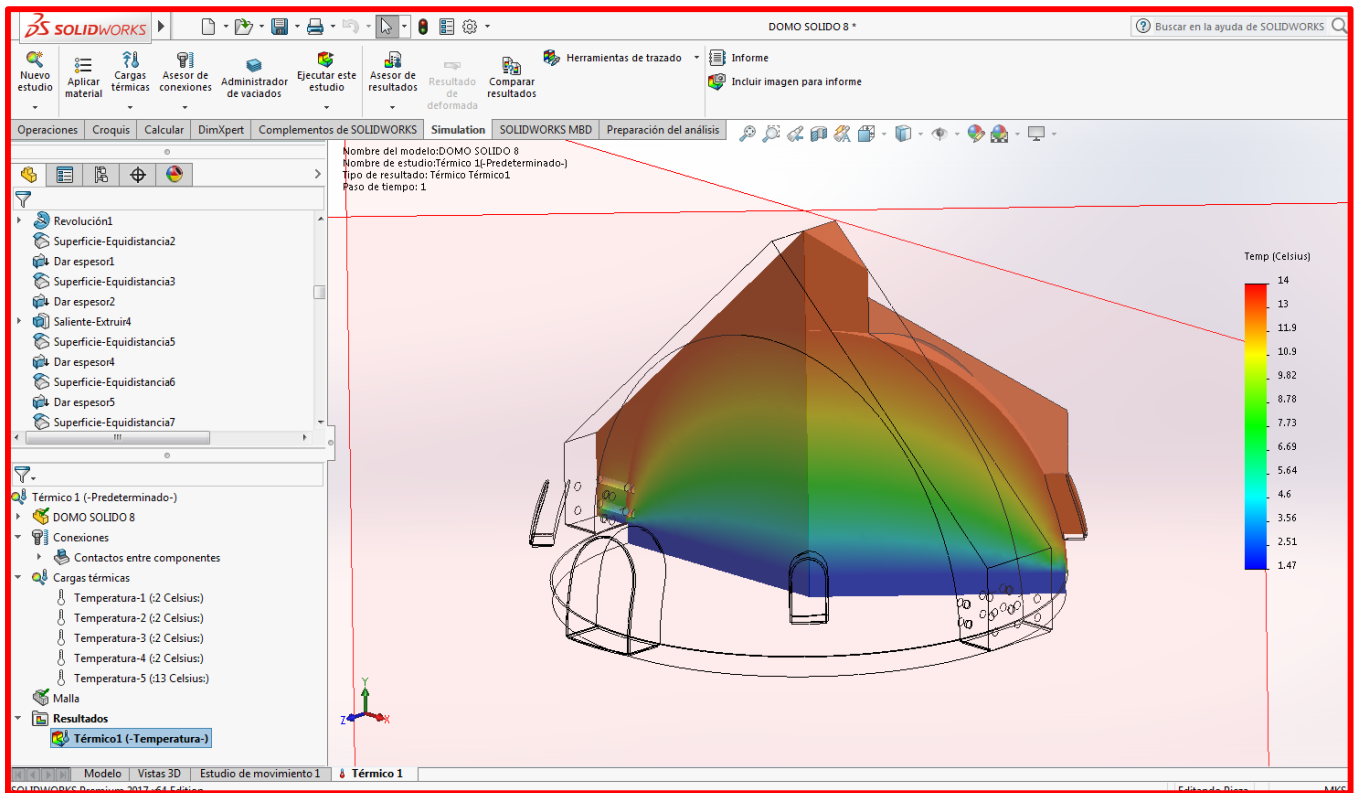 SOLIDWORKS
DOMO SOLIDO 8 *
Buscar en la ayuda de SOLIDWORKS
Nuevo estudio
Aplicar material
Cargas térmicas
Asesor de conexiones
Administrador de vaciados
Ejecutar este estudio
Asesor de resultados
Resultado de deformada
Comparar resultados
Herramientas de trazado
Informe
Incluir imagen para informe
Operaciones
Croquis
Calcular
DimXpert
Complementos de SOLIDWORKS
Simulation
SOLIDWORKS MBD
Preparación del análisis
Revolución1
Superficie-Equidistancia2
Dar espesor1
Superficie-Equidistancia3
Dar espesor2
Saliente-Extruir4
Superficie-Equidistancia5
Dar espesor4
Superficie-Equidistancia6
Dar espesor5
Superficie-Equidistancia7
Térmico 1 (-Predeterminado-)
DOMO SOLIDO 8
Conexiones
Contactos entre componentes
Cargas térmicas
Temperatura-1 (:2 Celsius:)
Temperatura-2 (:2 Celsius:)
Temperatura-3 (:2 Celsius:)
Temperatura-4 (:2 Celsius:)
Temperatura-5 (:13 Celsius:)
Malla
Resultados
Térmico1 (-Temperatura-)
Nombre del modelo:DOMO SOLIDO 8
Nombre de estudio:Térmico 1(-Predeterminado-)
Tipo de resultado: Térmico Térmico1
Paso de tiempo: 1
Temp (Celsius)
14
13
11.9
10.9
9.82
8.78
7.73
6.69
5.64
4.6
3.56
2.51
1.47
Y
Z
X
Modelo
Vistas 3D
Estudio de movimiento 1
Térmico 1
SOLIDWORKS Premium 2017 x64 Edition
Editando Pieza
MKS